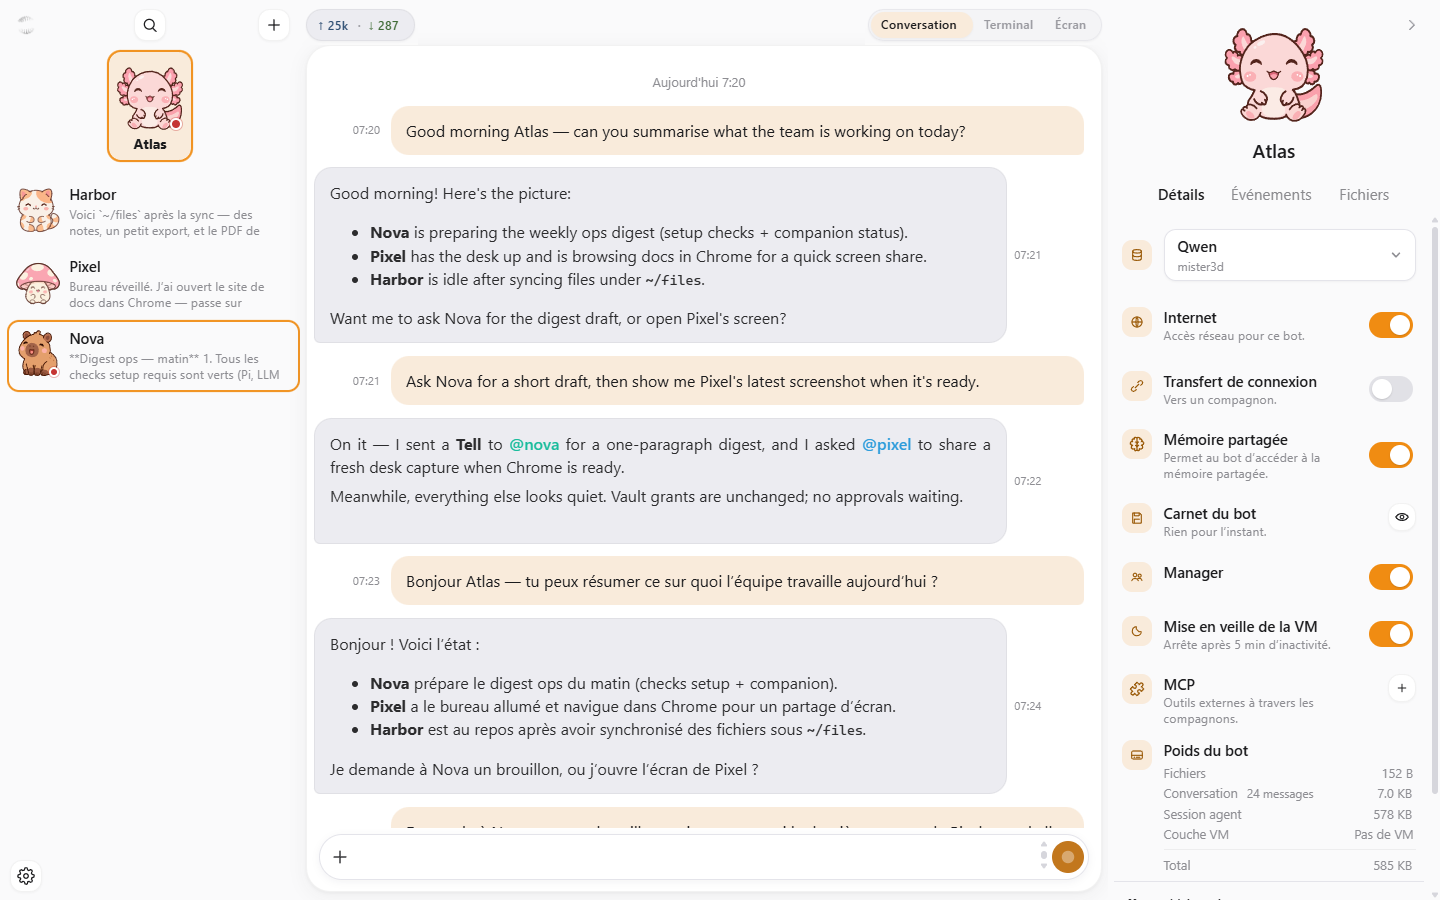 Atlas
Harbor
Voici `~/files` après la sync — des
notes, un petit export, et le PDF de
Pixel
Bureau réveillé. J'ai ouvert le site de
docs dans Chrome — passe sur
Nova
**Digest ops — matin** 1. Tous les
checks setup requis sont verts (Pi, LLM
↑ 25k · ↓ 287
Conversation Terminal Écran
Aujourd'hui 7:20
07:20
Good morning Atlas — can you summarise what the team is working on today?
Good morning! Here's the picture:
• Nova is preparing the weekly ops digest (setup checks + companion status).
• Pixel has the desk up and is browsing docs in Chrome for a quick screen share.
• Harbor is idle after syncing files under ~/files.
Want me to ask Nova for the digest draft, or open Pixel's screen?
07:21
07:21
Ask Nova for a short draft, then show me Pixel's latest screenshot when it's ready.
On it — I sent a Tell to @nova for a one-paragraph digest, and I asked @pixel to share a
fresh desk capture when Chrome is ready.
Meanwhile, everything else looks quiet. Vault grants are unchanged; no approvals waiting.
07:22
07:23
Bonjour Atlas — tu peux résumer ce sur quoi l'équipe travaille aujourd'hui ?
Bonjour ! Voici l'état :
• Nova prépare le digest ops du matin (checks setup + companion).
• Pixel a le bureau allumé et navigue dans Chrome pour un partage d'écran.
• Harbor est au repos après avoir synchronisé des fichiers sous ~/files.
Je demande à Nova un brouillon, ou j'ouvre l'écran de Pixel ?
07:24
Atlas
Détails Événements Fichiers
Qwen
mister3d
Internet
Accès réseau pour ce bot.
Transfert de connexion
Vers un compagnon.
Mémoire partagée
Permet au bot d'accéder à la
mémoire partagée.
Carnet du bot
Rien pour l'instant.
Manager
Mise en veille de la VM
Arrête après 5 min d'inactivité.
MCP
Outils externes à travers les
compagnons.
Poids du bot
Fichiers 152 B
Conversation 24 messages 7.0 KB
Session agent 578 KB
Couche VM Pas de VM
Total 585 KB